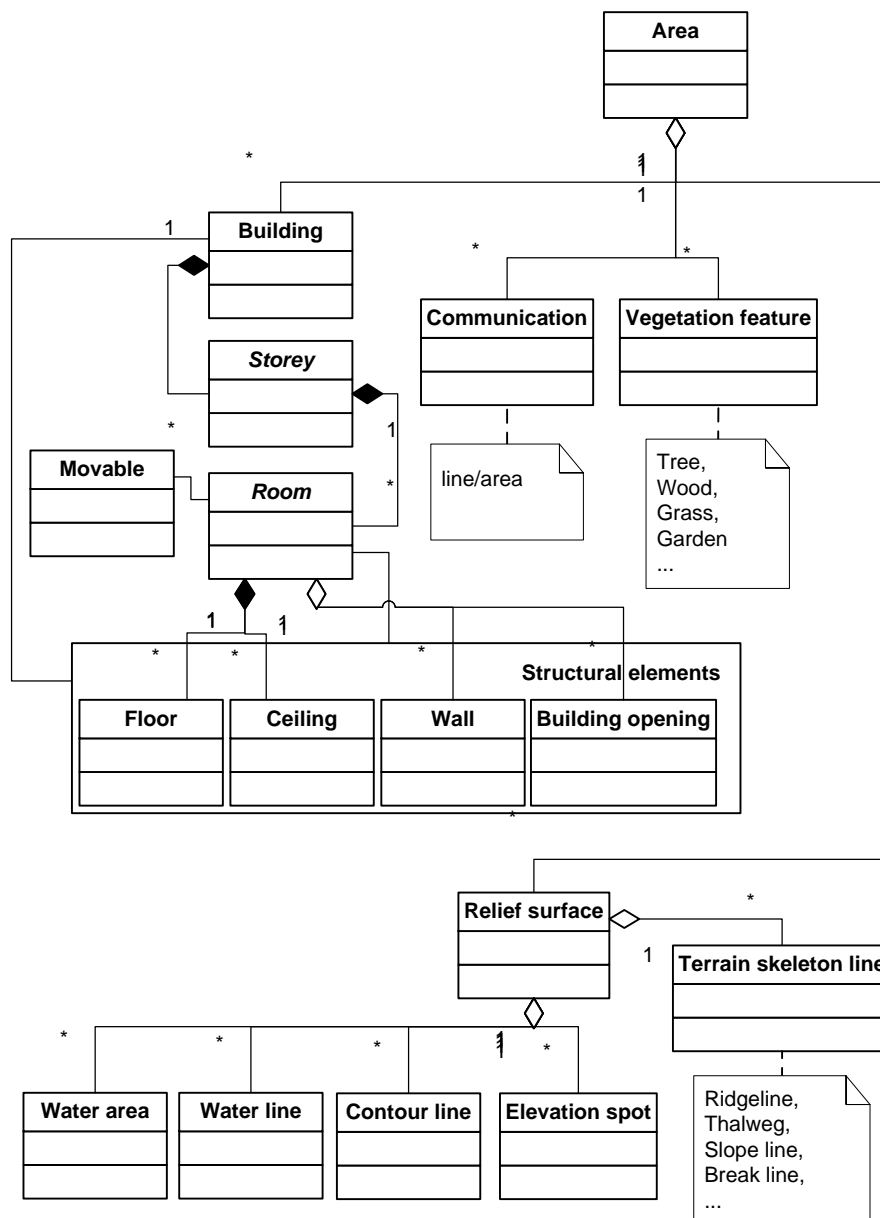 Area
*
1
1
1
1
Building
1
*
*
Communication
Vegetation feature
Storey
*
1
line/area
Tree,
Wood,
Grass,
Garden
...
Movable
Room
*
1
1
*
*
*
*
Structural elements
Floor
Ceiling
Wall
Building opening
*
Relief surface
*
1
Terrain skeleton line
*
*
*
1
*
Water area
Water line
Contour line
Elevation spot
Ridgeline,
Thalweg,
Slope line,
Break line,
...